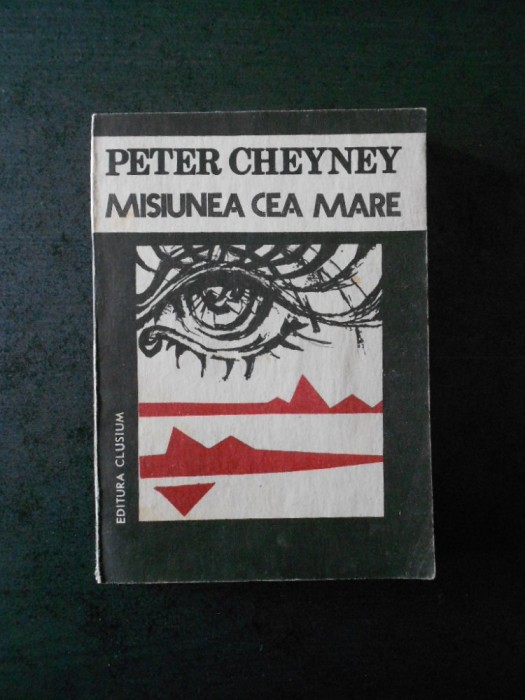 PETER CHEYNEY
MISIUNEA CEA MARE
EDITURA CLUSIUM